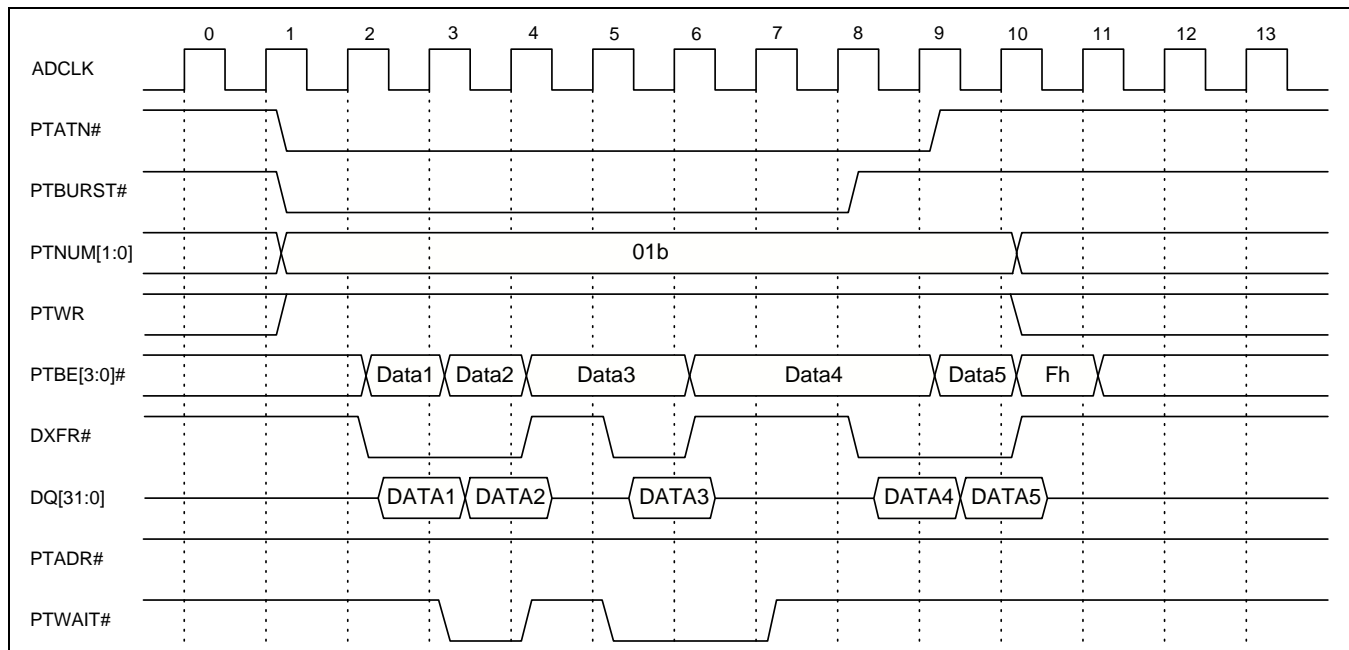 0 1 2 3 4 5 6 7 8 9 10 11 12 13
ADCLK
PTATN#
PTBURST#
PTNUM[1:0] 01b
PTWR
PTBE[3:0]# Data1 Data2 Data3 Data4 Data5 Fh
DXFR#
DQ[31:0] DATA1 DATA2 DATA3 DATA4 DATA5
PTADR#
PTWAIT#